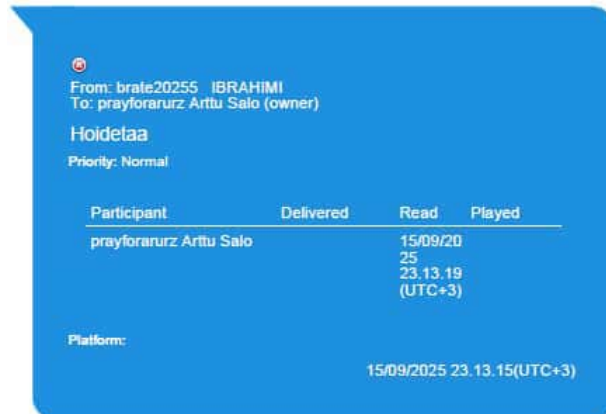 From: brate20255 IBRAHIMI
To: prayforarurz Arttu Salo (owner)
Hoidetaa
Priority: Normal
Participant Delivered Read Played
prayforarurz Arttu Salo 15/09/20
25
23.13.19
(UTC+3)
Platform:
15/09/2025 23.13.15(UTC+3)